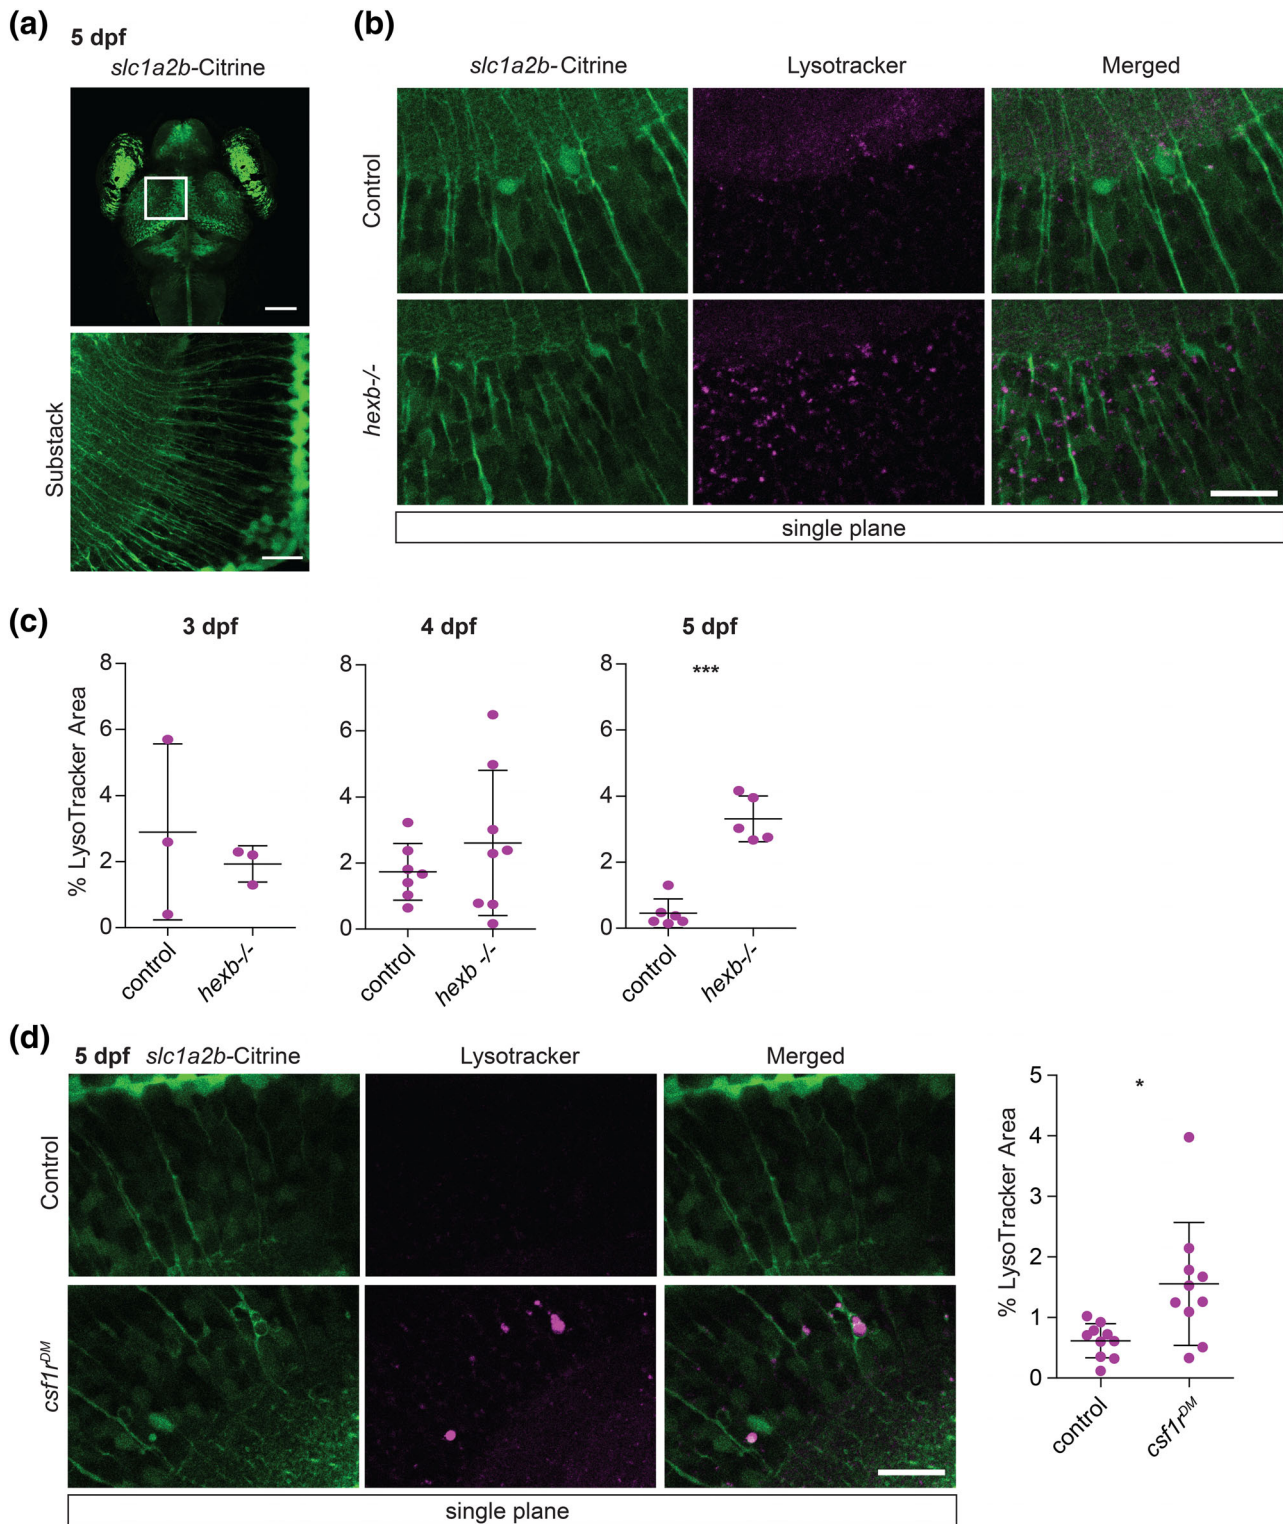 (a)
5 dpf
slc1a2b-Citrine
Substack
(b)
slc1a2b-Citrine Lysotracker Merged
Control
hexb-/-
single plane
(c)
3 dpf 4 dpf 5 dpf
% LysoTracker Area
8
6
4
2
0
control hexb-/-
8
6
4
2
0
control hexb -/-
***
8
6
4
2
0
control hexb-/-
(d)
5 dpf slc1a2b-Citrine Lysotracker Merged
Control
csf1rDM
single plane
*
% LysoTracker Area
5
4
3
2
1
0
control csf1rDM